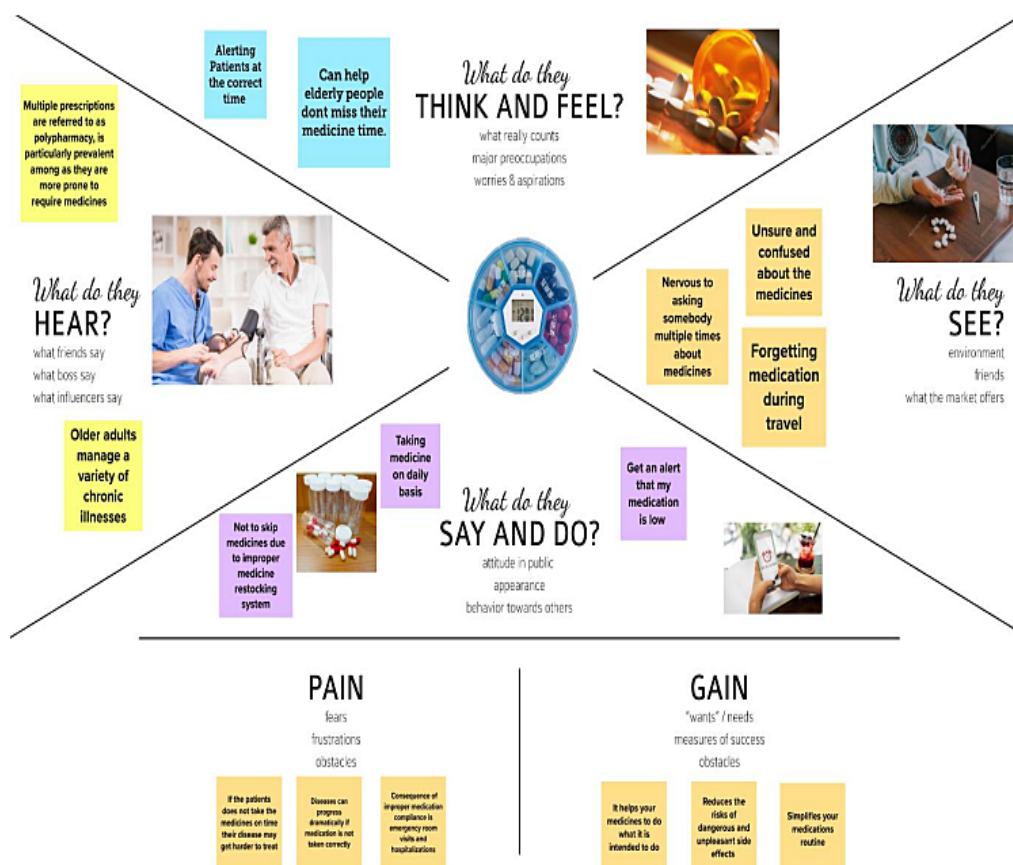 Alerting
Patients at
the correct
time
Can help
elderly people
dont miss their
medicine time.
What do they
THINK AND FEEL?
what really counts
major preoccupations
worries & aspirations
Multiple prescriptions
are referred to as
polypharmacy, is
particularly prevalent
among as they are
more prone to
require medicines
What do they
HEAR?
what friends say
what boss say
what influencers say
Older adults
manage a
variety of
chronic
illnesses
Unsure and
confused
about the
medicines
Nervous to
asking
somebody
multiple times
about
medicines
Forgetting
medication
during
travel
What do they
SEE?
environment
friends
what the market offers
Taking
medicine
on daily
basis
Not to skip
medicines due
to improper
medicine
restocking
system
What do they
SAY AND DO?
attitude in public
appearance
behavior towards others
Get an alert
that my
medication
is low
PAIN
fears
frustrations
obstacles
If the patients
does not take the
medicines on time
their disease may
get harder to treat
Diseases can
progress
dramatically if
medication is not
taken correctly
Consequence of
improper medication
compliance is
emergency room
visits and
hospitalizations
GAIN
"wants" / needs
measures of success
obstacles
It helps your
medicines to do
what it is
intended to do
Reduces the
risks of
dangerous and
unpleasant side
effects
Simplifies your
medications
routine